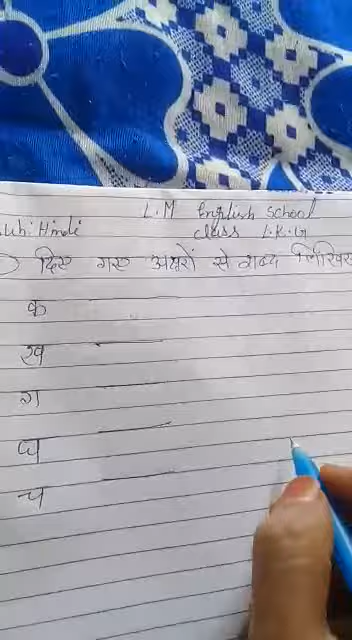 L.M English school
Sub: Hindi class L.K.G
दिए गए अक्षरों से शब्द लिखिए
क
ख
ग
घ
च